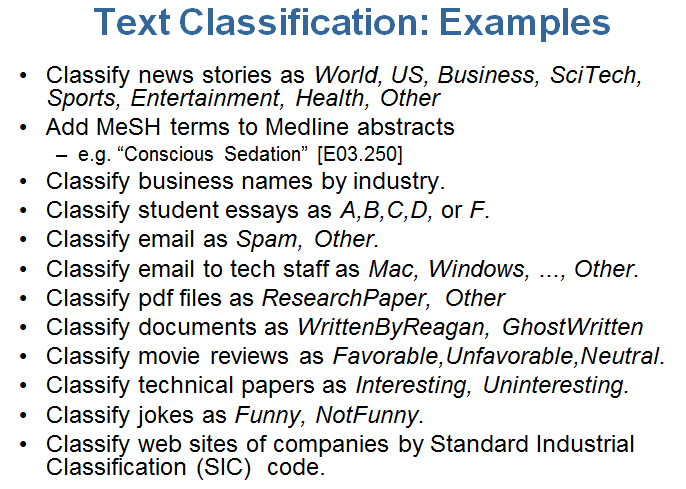 Text Classification: Examples
• Classify news stories as World, US, Business, SciTech,
Sports, Entertainment, Health, Other
• Add MeSH terms to Medline abstracts
– e.g. “Conscious Sedation” [E03.250]
• Classify business names by industry.
• Classify student essays as A,B,C,D, or F.
• Classify email as Spam, Other.
• Classify email to tech staff as Mac, Windows, ..., Other.
• Classify pdf files as ResearchPaper, Other
• Classify documents as WrittenByReagan, GhostWritten
• Classify movie reviews as Favorable,Unfavorable,Neutral.
• Classify technical papers as Interesting, Uninteresting.
• Classify jokes as Funny, NotFunny.
• Classify web sites of companies by Standard Industrial
Classification (SIC) code.